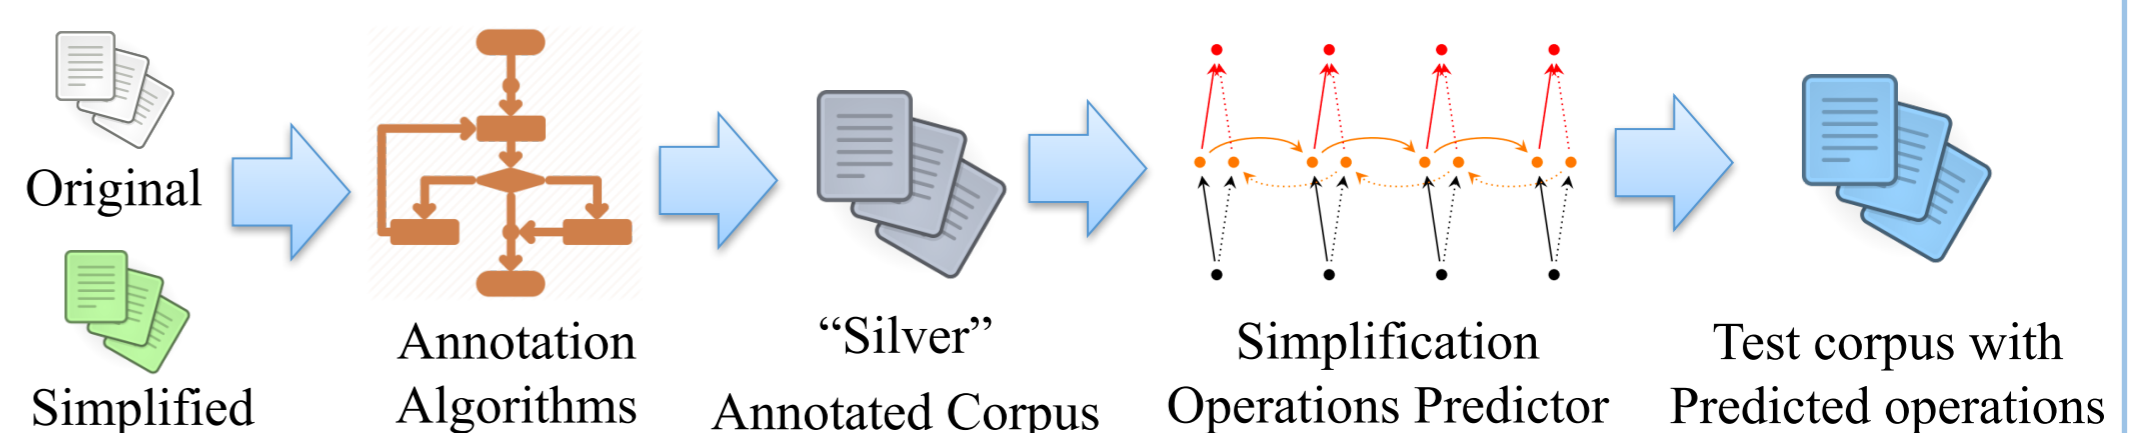 Original
Simplified
Annotation
Algorithms
“Silver”
Annotated Corpus
Simplification
Operations Predictor
Test corpus with
Predicted operations